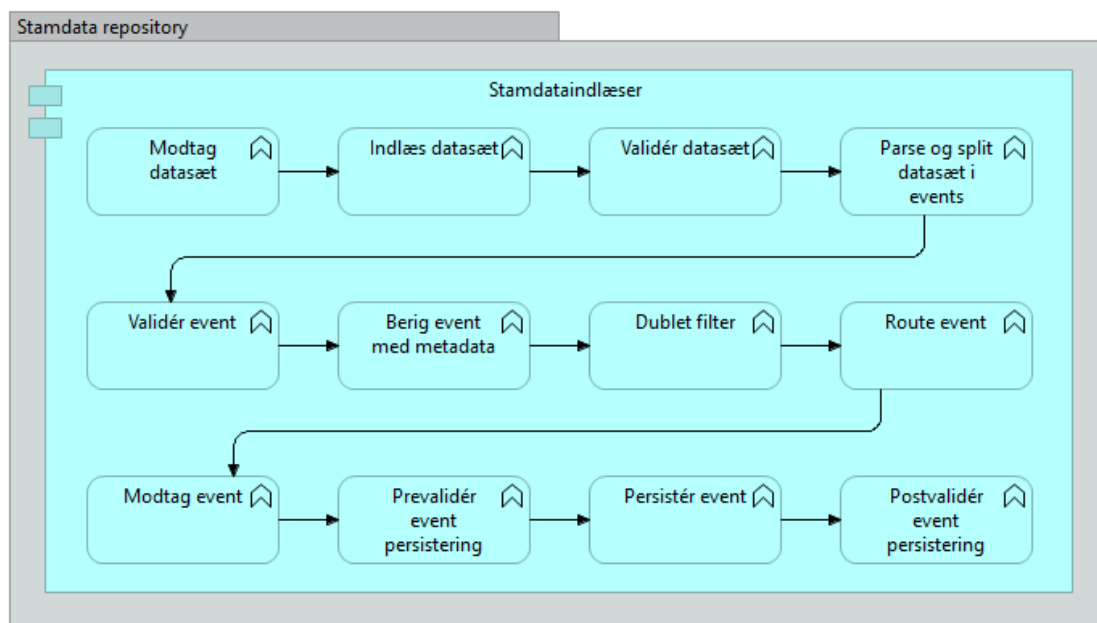 Stamdata repository
Stamdataindlæser
Modtag
datasæt
Indlæs datasæt
Validér datasæt
Parse og split
datasæt i
events
Validér event
Berig event
med metadata
Dublet filter
Route event
Modtag event
Prevalidér
event
persistering
Persistér event
Postvalidér
event
persistering